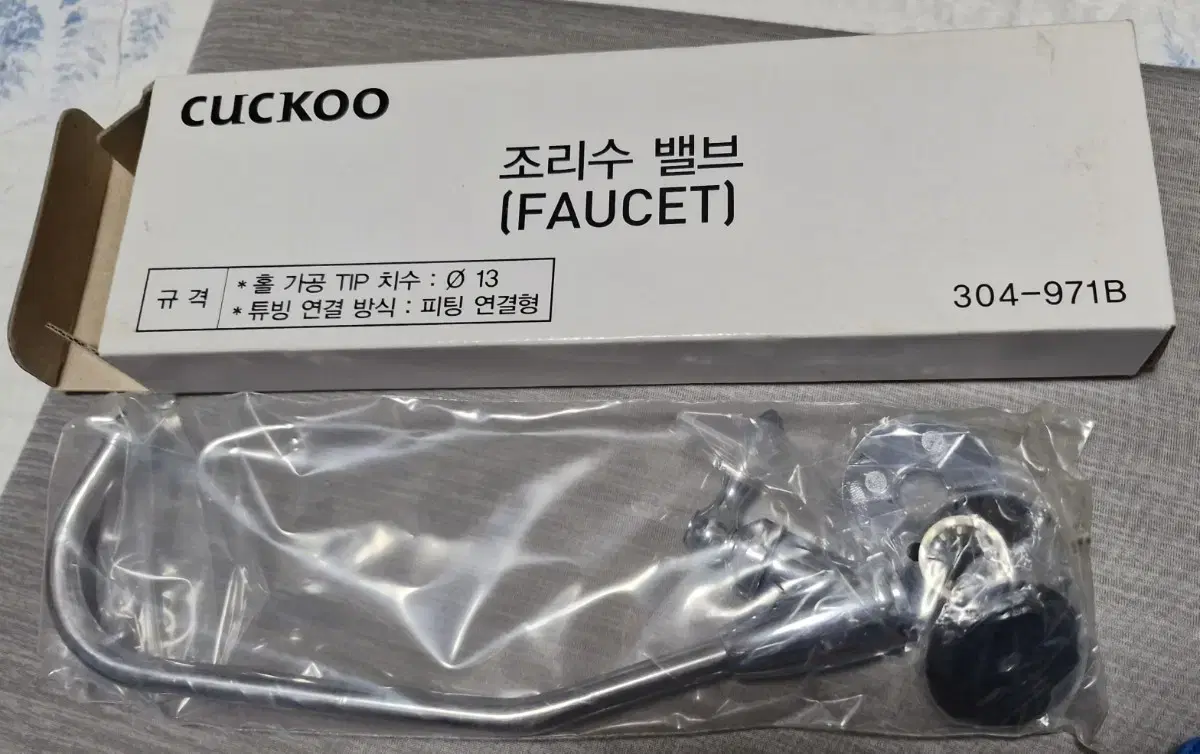 CUCKOO
조리수 밸브
(FAUCET)
규격
* 홀 가공 TIP 치수 : Ø 13
* 튜빙 연결 방식 : 피팅 연결형
304-971B